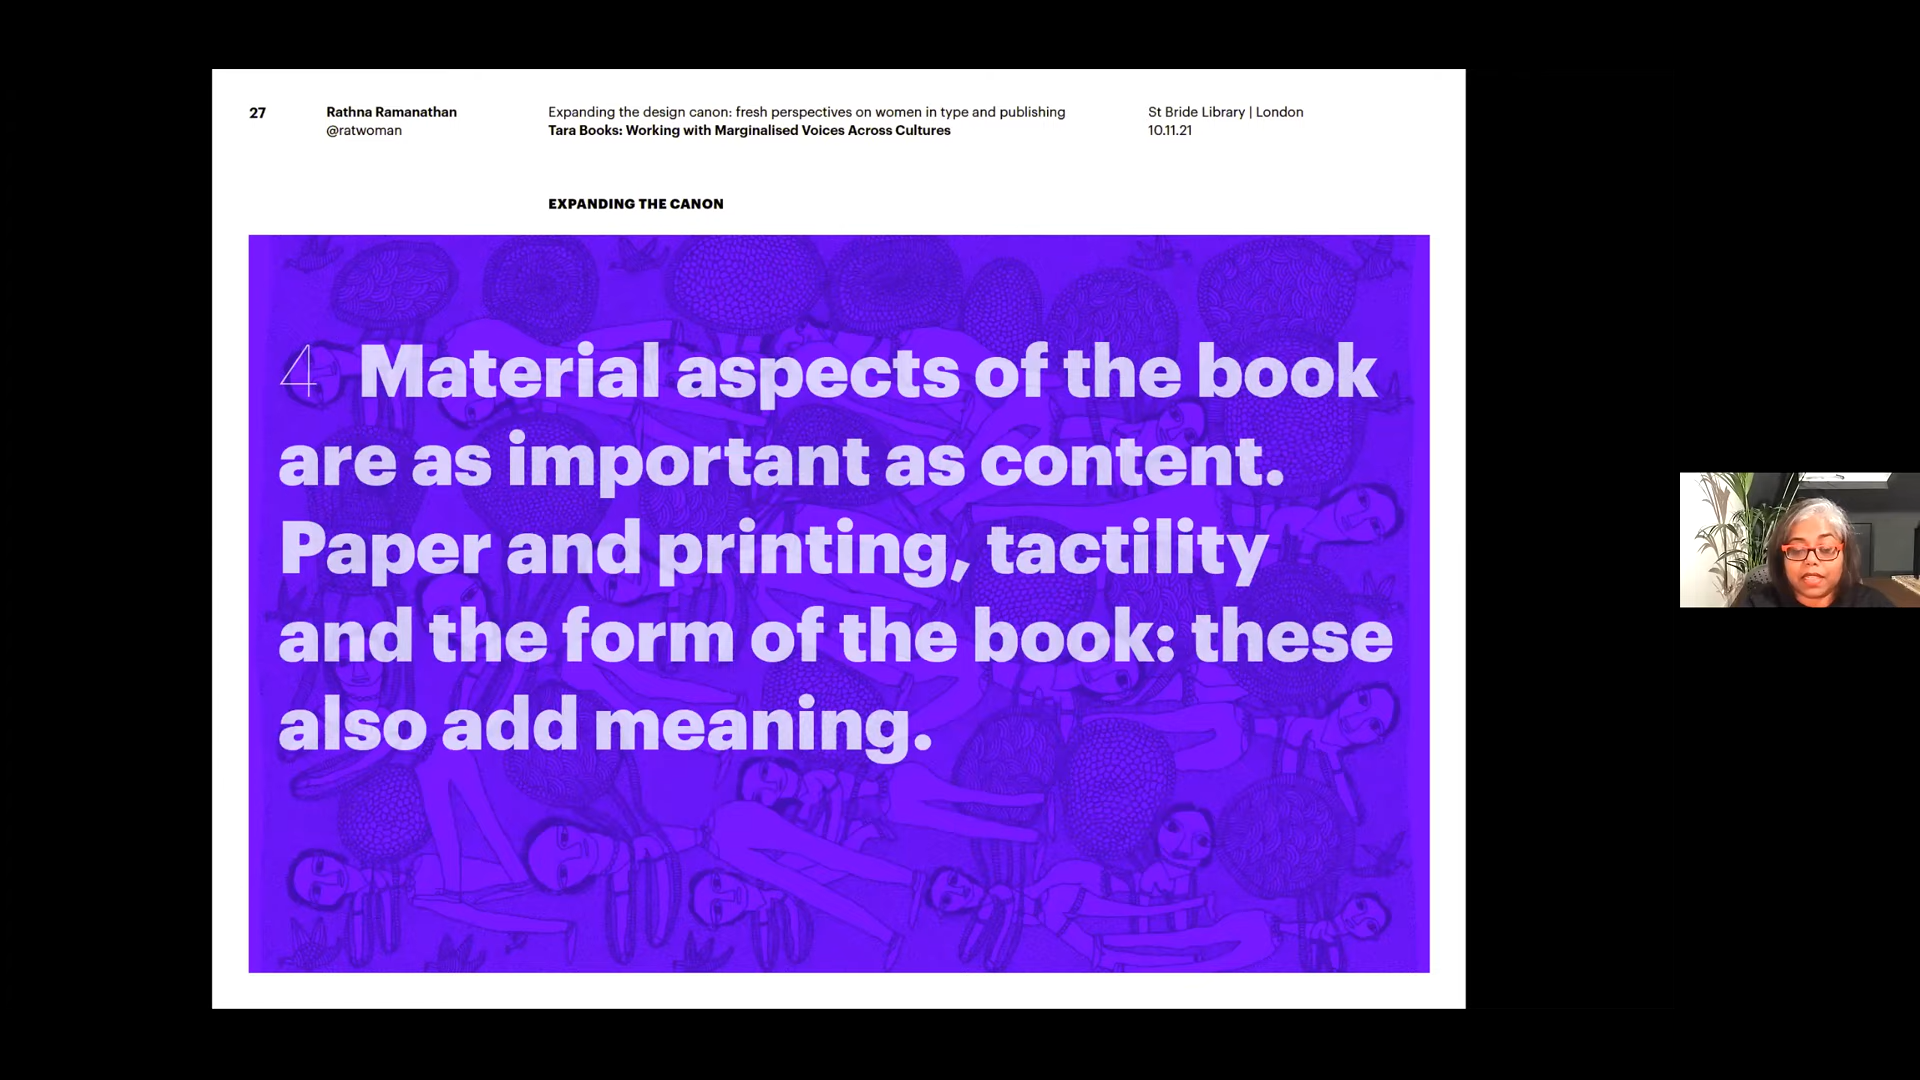 27
Rathna Ramanathan
@ratwoman
Expanding the design canon: fresh perspectives on women in type and publishing
Tara Books: Working with Marginalised Voices Across Cultures
St Bride Library | London
10.11.21
EXPANDING THE CANON
4 Material aspects of the book
are as important as content.
Paper and printing, tactility
and the form of the book: these
also add meaning.